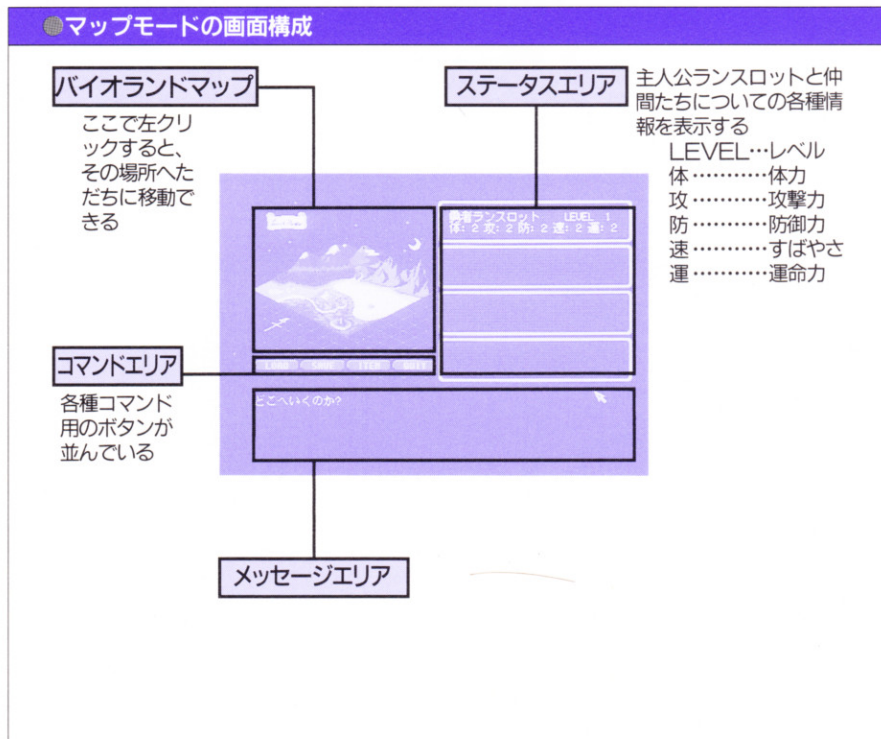 ●マップモードの画面構成
バイオランドマップ
ここで左クリ
ックすると、
その場所へた
だちに移動で
きる
ステータスエリア
主人公ランスロットと仲
間たちについての各種情
報を表示する
LEVEL…レベル
体…………体力
攻…………攻撃力
防…………防御力
速…………すばやさ
運…………運命力
勇者ランスロット LEVEL 1
体: 2 攻: 2 防: 2 速: 2 運: 2
コマンドエリア
各種コマンド
用のボタンが
並んでいる
LOAD SAVE ITEM QUIT
どこへいくのか?
メッセージエリア